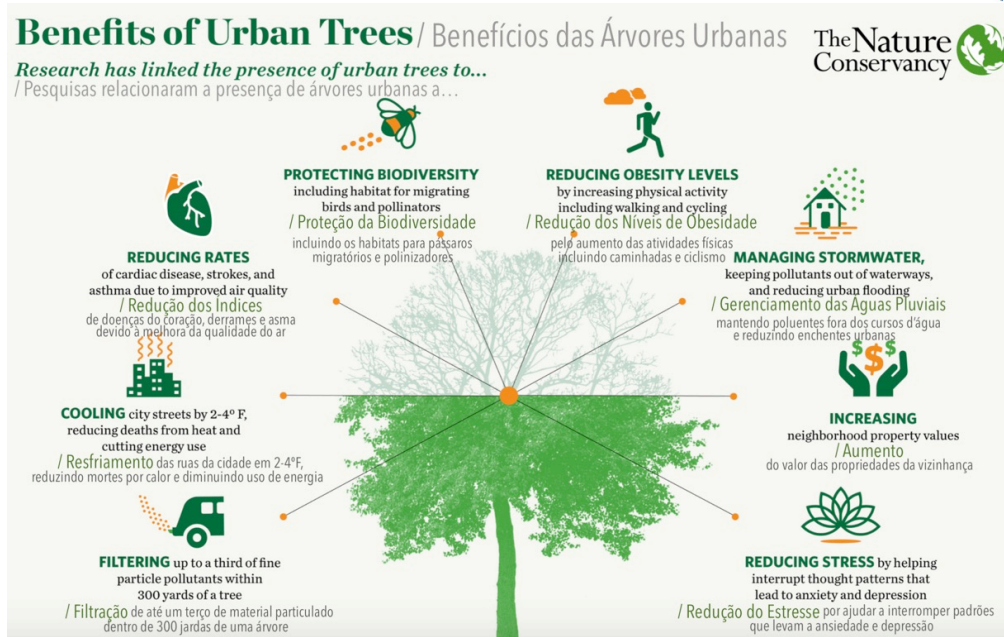 Benefits of Urban Trees / Benefícios das Árvores Urbanas
The Nature
Conservancy
Research has linked the presence of urban trees to...
/ Pesquisas relacionaram a presença de árvores urbanas a...
PROTECTING BIODIVERSITY
including habitat for migrating
birds and pollinators
/ Proteção da Biodiversidade
incluindo os habitats para pássaros
migratórios e polinizadores
REDUCING OBESITY LEVELS
by increasing physical activity
including walking and cycling
/ Redução dos Níveis de Obesidade
pelo aumento das atividades físicas
incluindo caminhadas e ciclismo
REDUCING RATES
of cardiac disease, strokes, and
asthma due to improved air quality
/ Redução dos Índices
de doenças do coração, derrames e asma
devido à melhora da qualidade do ar
MANAGING STORMWATER,
keeping pollutants out of waterways,
and reducing urban flooding
/ Gerenciamento das Águas Pluviais
mantendo poluentes fora dos cursos d'água
e reduzindo enchentes urbanas
$ $ $
COOLING city streets by 2-4º F,
reducing deaths from heat and
cutting energy use
/ Resfriamento das ruas da cidade em 2-4ºF,
reduzindo mortes por calor e diminuindo uso de energia
INCREASING
neighborhood property values
/ Aumento
do valor das propriedades da vizinhança
FILTERING up to a third of fine
particle pollutants within
300 yards of a tree
/ Filtração de até um terço de material particulado
dentro de 300 jardas de uma árvore
REDUCING STRESS by helping
interrupt thought patterns that
lead to anxiety and depression
/ Redução do Estresse por ajudar a interromper padrões
que levam a ansiedade e depressão